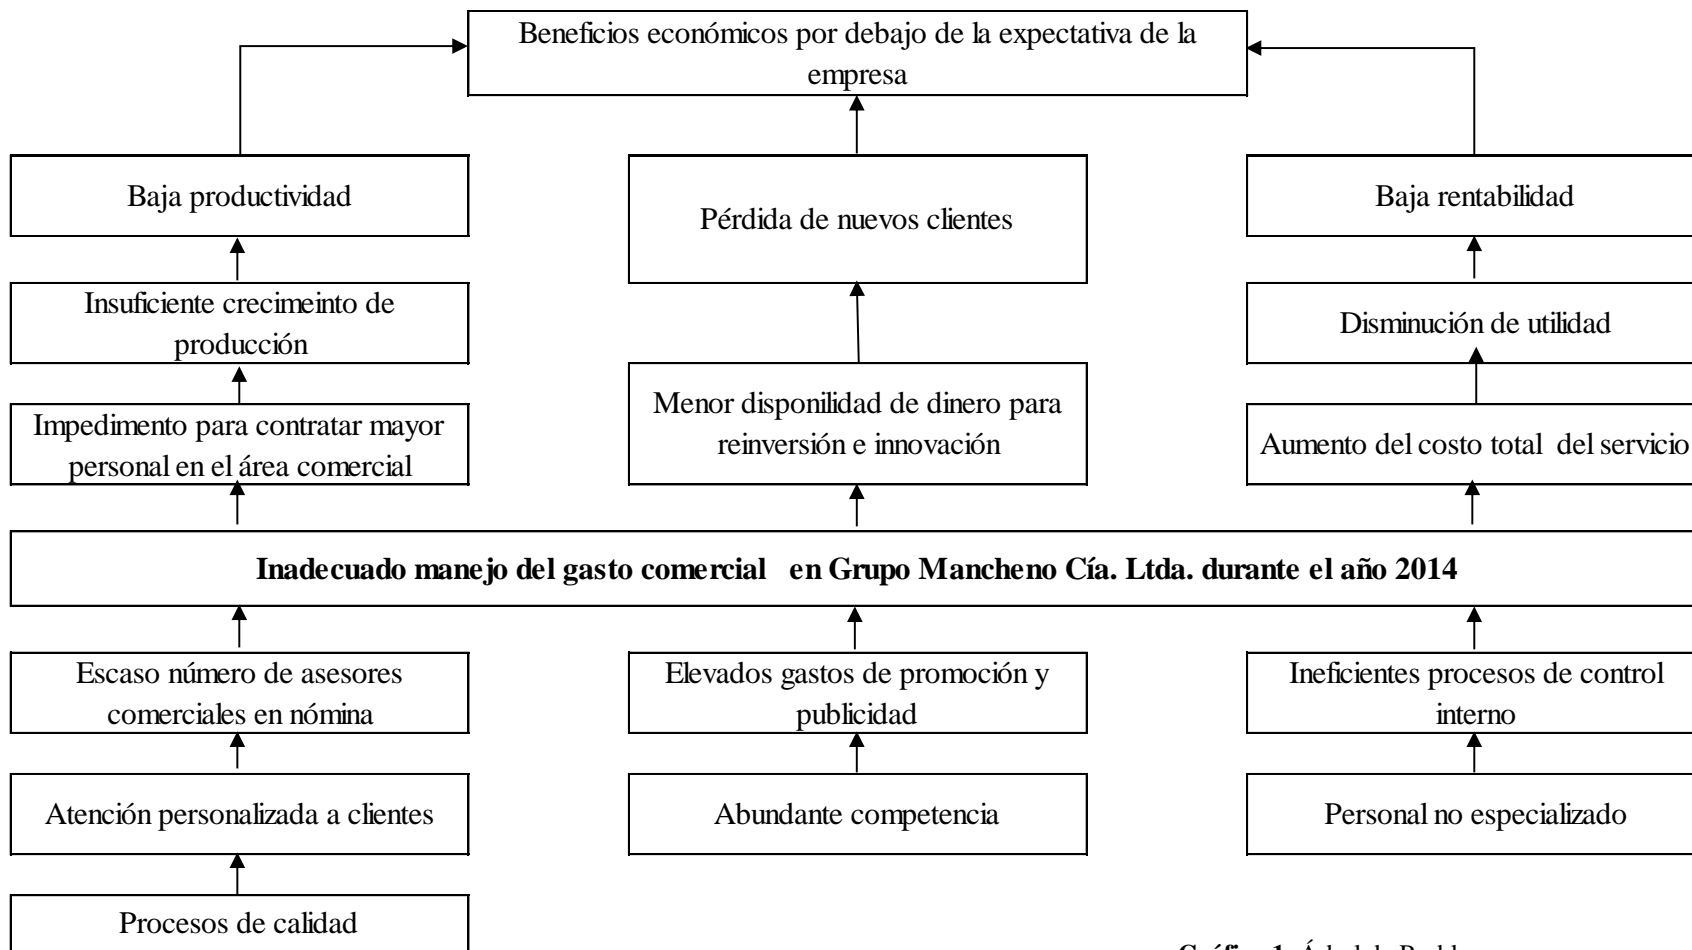 Beneficios económicos por debajo de la expectativa de la
empresa
Baja productividad
Pérdida de nuevos clientes
Baja rentabilidad
Insuficiente crecimeinto de
producción
Disminución de utilidad
Impedimento para contratar mayor
personal en el área comercial
Menor disponilidad de dinero para
reinversión e innovación
Aumento del costo total del servicio
Inadecuado manejo del gasto comercial en Grupo Mancheno Cía. Ltda. durante el año 2014
Escaso número de asesores
comerciales en nómina
Elevados gastos de promoción y
publicidad
Ineficientes procesos de control
interno
Atención personalizada a clientes
Abundante competencia
Personal no especializado
Procesos de calidad